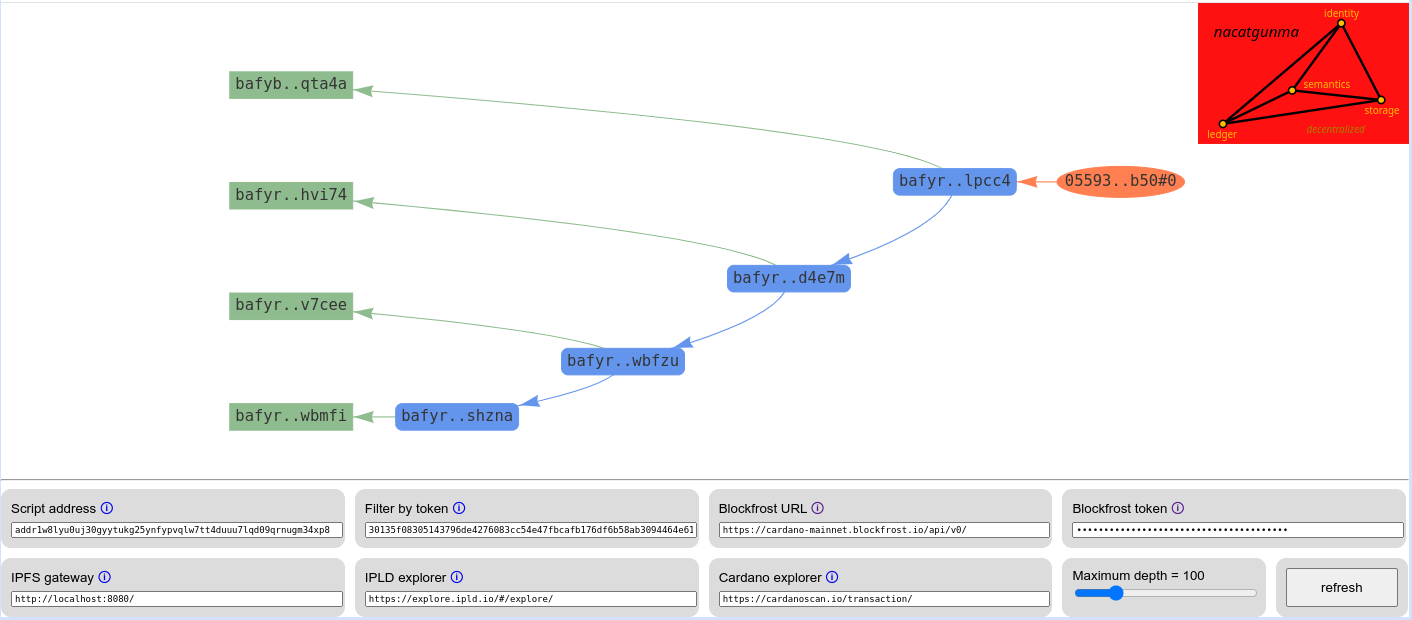 identity
nacatgunma
semantics
storage
ledger
decentralized
bafyb..qta4a
bafyr..lpcc4
05593..b50#0
bafyr..hvi74
bafyr..d4e7m
bafyr..v7cee
bafyr..wbfzu
bafyr..wbmfi
bafyr..shzna
Script address ⓘ
addr1w8lyu0uj30gyytukg25ynfypvqlw7tt4duuu7lqd09qrnugm34xp8
Filter by token ⓘ
30135f08305143796de4276083cc54e47fbcafb176df6b58ab3094464e61
Blockfrost URL ⓘ
https://cardano-mainnet.blockfrost.io/api/v0/
Blockfrost token ⓘ
IPFS gateway ⓘ
http://localhost:8080/
IPLD explorer ⓘ
https://explore.ipld.io/#/explore/
Cardano explorer ⓘ
https://cardanoscan.io/transaction/
Maximum depth = 100
refresh